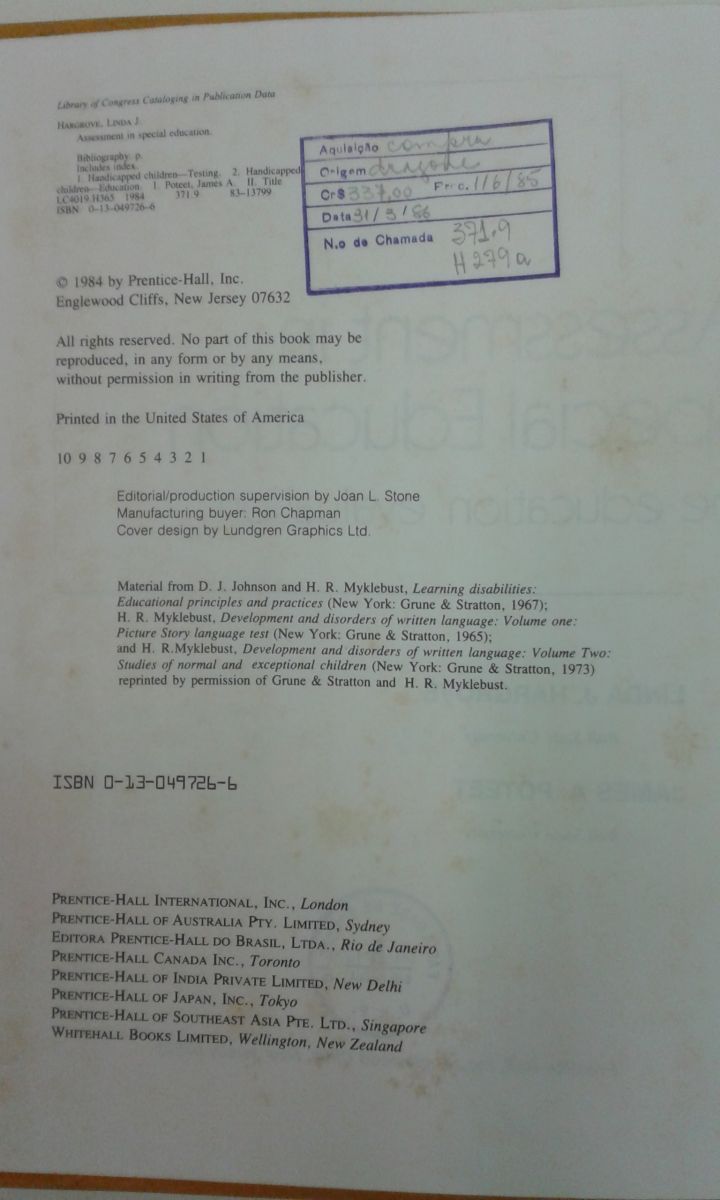 Library of Congress Cataloging in Publication Data
HARGROVE, LINDA J.
Assessment in special education.
Bibliography: p.
Includes index.
1. Handicapped children—Testing. 2. Handicapped
children—Education. I. Poteet, James A. II. Title
LC4019.H365 1984 371.9 83-13799
ISBN 0-13-049726-6
Aquisição compra
Origem
Cr$ 337,00 1/6/85
Data 31/3/86
N.o de Chamada 371.9
H279a
© 1984 by Prentice-Hall, Inc.
Englewood Cliffs, New Jersey 07632
All rights reserved. No part of this book may be
reproduced, in any form or by any means,
without permission in writing from the publisher.
Printed in the United States of America
10 9 8 7 6 5 4 3 2 1
Editorial/production supervision by Joan L. Stone
Manufacturing buyer: Ron Chapman
Cover design by Lundgren Graphics Ltd.
Material from D. J. Johnson and H. R. Myklebust, Learning disabilities:
Educational principles and practices (New York: Grune & Stratton, 1967);
H. R. Myklebust, Development and disorders of written language: Volume one:
Picture Story language test (New York: Grune & Stratton, 1965);
and H. R.Myklebust, Development and disorders of written language: Volume Two:
Studies of normal and exceptional children (New York: Grune & Stratton, 1973)
reprinted by permission of Grune & Stratton and H. R. Myklebust.
ISBN 0-13-049726-6
PRENTICE-HALL INTERNATIONAL, INC., London
PRENTICE-HALL OF AUSTRALIA PTY. LIMITED, Sydney
EDITORA PRENTICE-HALL DO BRASIL, LTDA., Rio de Janeiro
PRENTICE-HALL CANADA INC., Toronto
PRENTICE-HALL OF INDIA PRIVATE LIMITED, New Delhi
PRENTICE-HALL OF JAPAN, INC., Tokyo
PRENTICE-HALL OF SOUTHEAST ASIA PTE. LTD., Singapore
WHITEHALL BOOKS LIMITED, Wellington, New Zealand